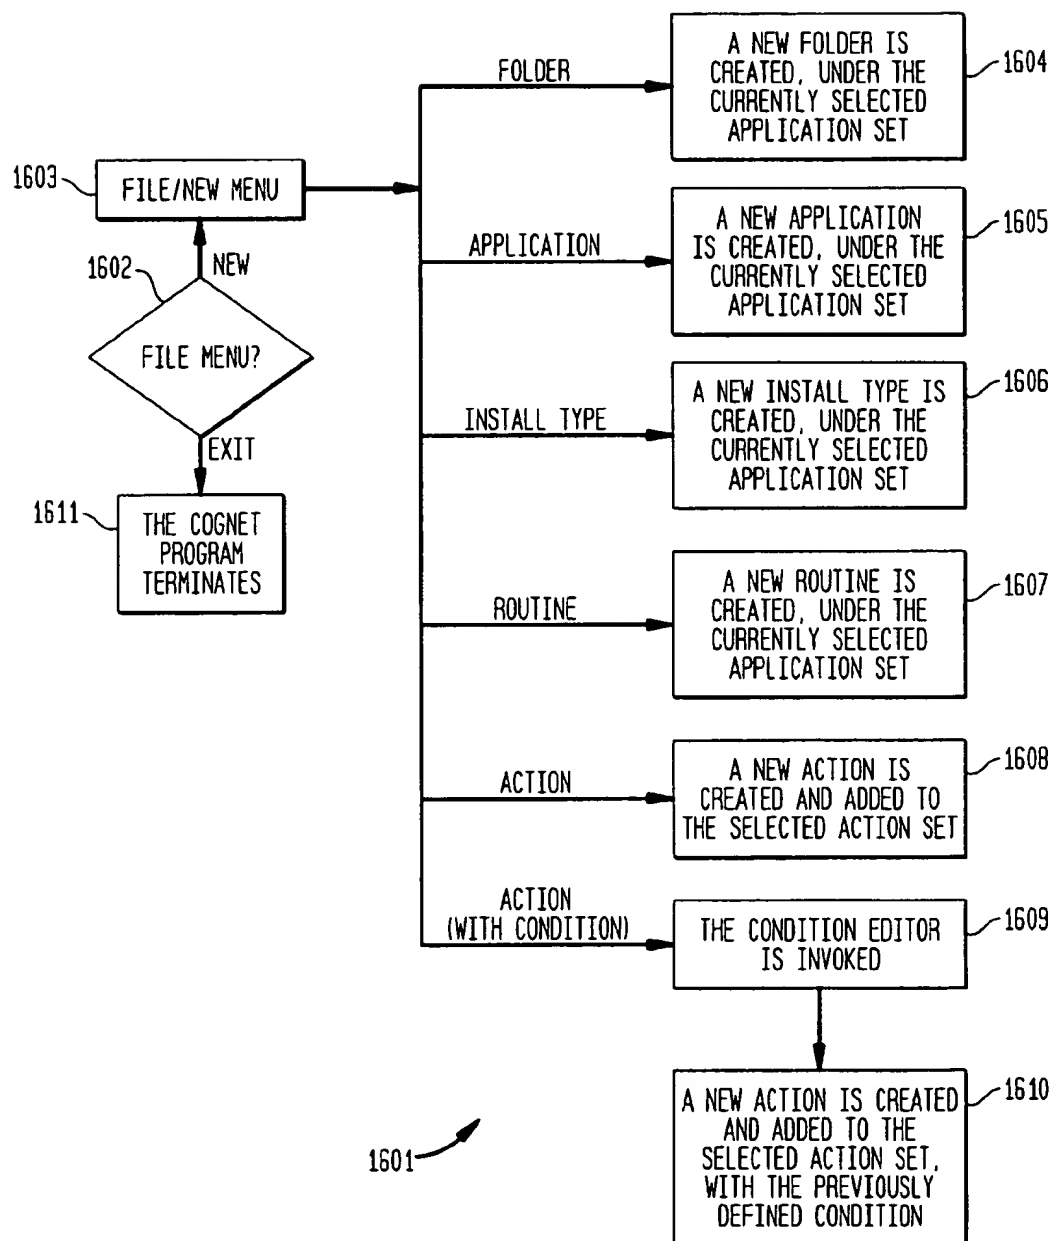 FOLDER
A NEW FOLDER IS
CREATED, UNDER THE
CURRENTLY SELECTED
APPLICATION SET
1604
1603
FILE/NEW MENU
APPLICATION
A NEW APPLICATION
IS CREATED, UNDER THE
CURRENTLY SELECTED
APPLICATION SET
1605
1602
NEW
FILE MENU?
EXIT
INSTALL TYPE
A NEW INSTALL TYPE IS
CREATED, UNDER THE
CURRENTLY SELECTED
APPLICATION SET
1606
1611
THE COGNET
PROGRAM
TERMINATES
ROUTINE
A NEW ROUTINE IS
CREATED, UNDER THE
CURRENTLY SELECTED
APPLICATION SET
1607
ACTION
A NEW ACTION IS
CREATED AND ADDED TO
THE SELECTED ACTION SET
1608
ACTION
(WITH CONDITION)
THE CONDITION EDITOR
IS INVOKED
1609
A NEW ACTION IS CREATED
AND ADDED TO THE
SELECTED ACTION SET,
WITH THE PREVIOUSLY
DEFINED CONDITION
1610
1601